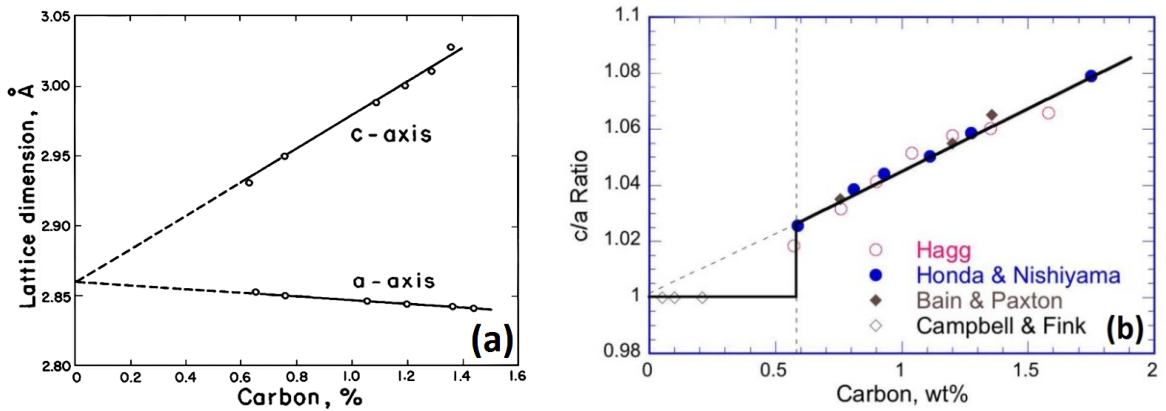 3.05
3.00
2.95
2.90
2.85
2.80
Lattice dimension, Å
c-axis
a-axis
(a)
0 0.2 0.4 0.6 0.8 1.0 1.2 1.4 1.6
Carbon, %
1.1
1.08
1.06
1.04
1.02
1
0.98
c/a Ratio
Hagg
Honda & Nishiyama
Bain & Paxton
Campbell & Fink
(b)
0 0.5 1 1.5 2
Carbon, wt%